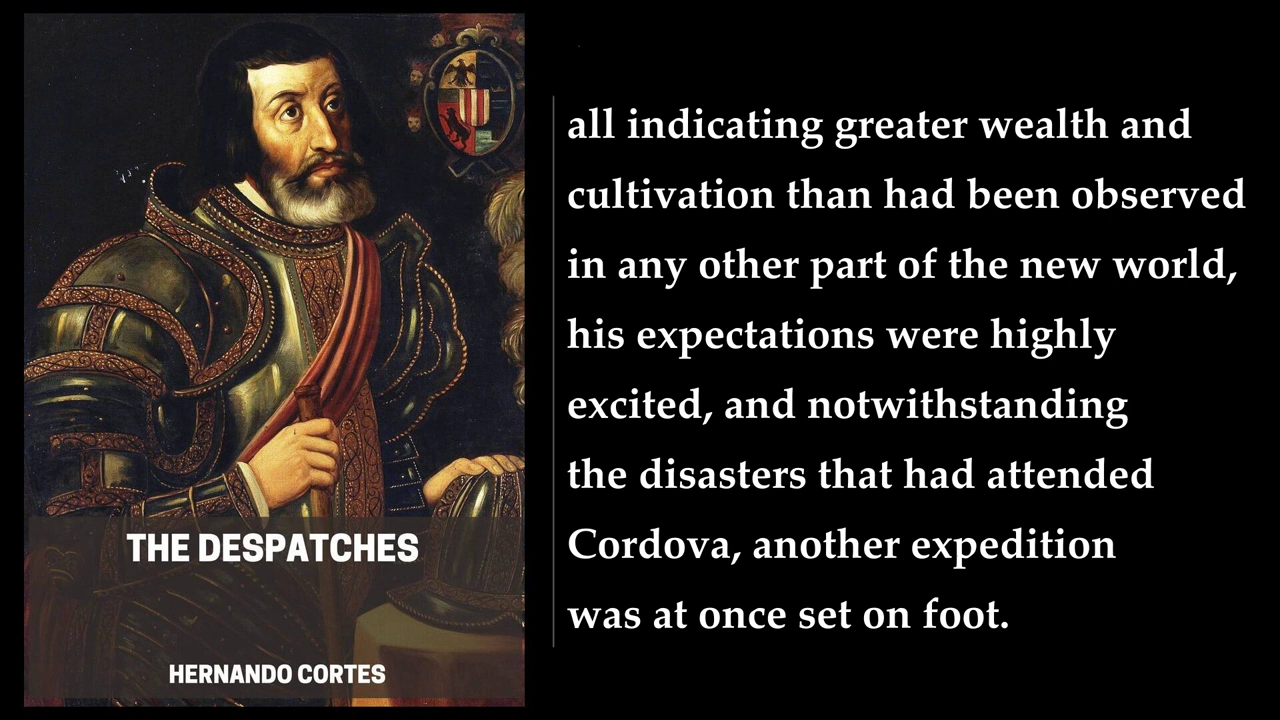 THE DESPATCHES
HERNANDO CORTES
all indicating greater wealth and
cultivation than had been observed
in any other part of the new world,
his expectations were highly
excited, and notwithstanding
the disasters that had attended
Cordova, another expedition
was at once set on foot.